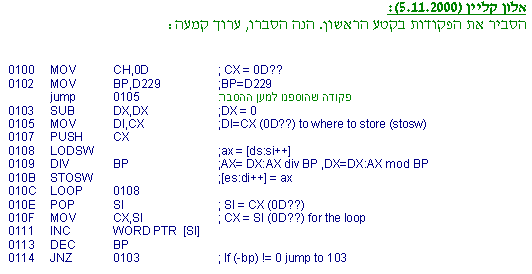 אלון קליין (5.11.2000):
הסביר את הפקודות בקטע הראשון. הנה הסברו, ערוך קמעה:
0100 MOV CH,0D ; CX = 0D??
0102 MOV BP,D229 ;BP=D229
jump 0105 פקודה שהוספנו למען ההסבר:
0103 SUB DX,DX ;DX = 0
0105 MOV DI,CX ;DI=CX (0D??) to where to store (stosw)
0107 PUSH CX
0108 LODSW ;ax = [ds:si++]
0109 DIV BP ;AX= DX:AX div BP ,DX=DX:AX mod BP
010B STOSW ;[es:di++] = ax
010C LOOP 0108
010E POP SI ; SI = CX (0D??)
010F MOV CX,SI ; CX = SI (0D??) for the loop
0111 INC WORD PTR [SI]
0113 DEC BP
0114 JNZ 0103 ; If (-bp) != 0 jump to 103